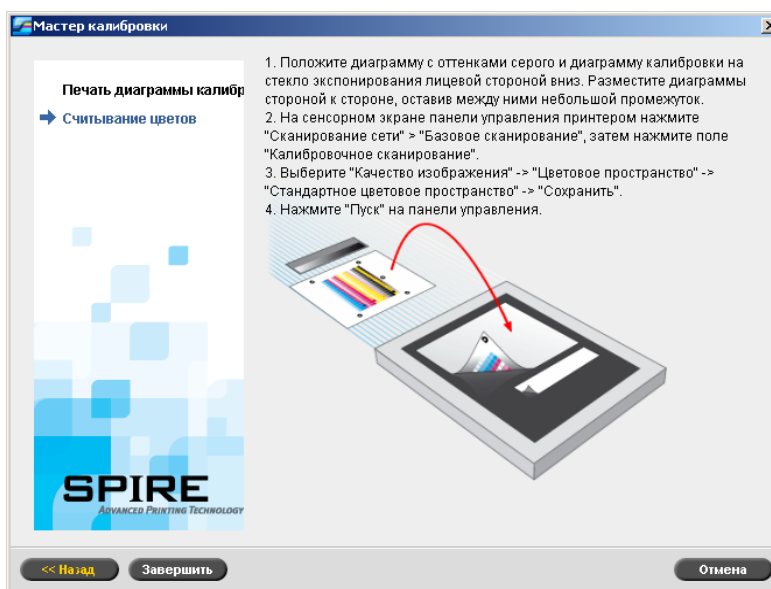 Мастер калибровки
Печать диаграммы калибр
Считывание цветов
1. Положите диаграмму с оттенками серого и диаграмму калибровки на
стекло экспонирования лицевой стороной вниз. Разместите диаграммы
стороной к стороне, оставив между ними небольшой промежуток.
2. На сенсорном экране панели управления принтером нажмите
"Сканирование сети" > "Базовое сканирование", затем нажмите поле
"Калибровочное сканирование".
3. Выберите "Качество изображения" -> "Цветовое пространство" ->
"Стандартное цветовое пространство" -> "Сохранить".
4. Нажмите "Пуск" на панели управления.
SPIRE
ADVANCED PRINTING TECHNOLOGY
<< Назад
Завершить
Отмена